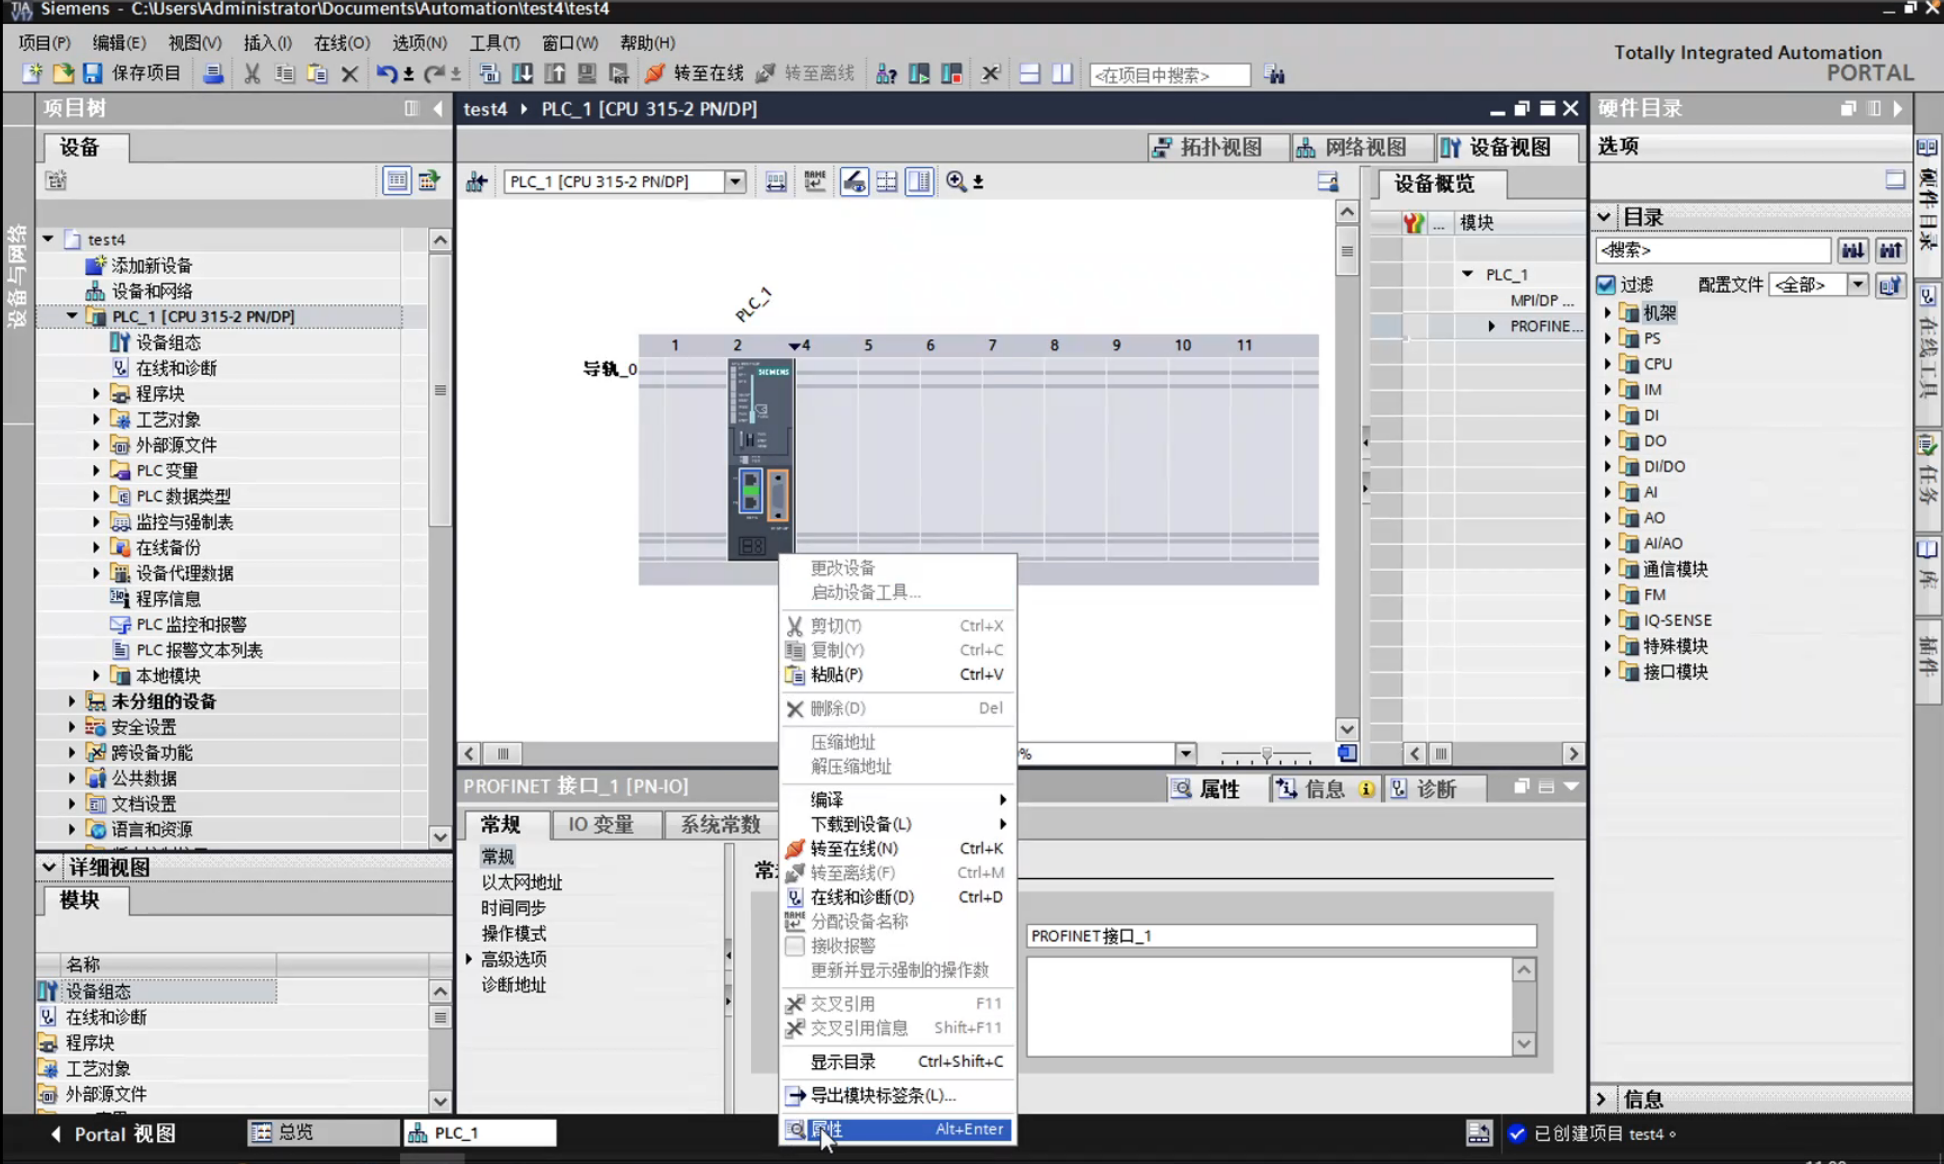 Siemens - C:\Users\Administrator\Documents\Automation\test4\test4
项目(P) 编辑(E) 视图(V) 插入(I) 在线(O) 选项(N) 工具(T) 窗口(W) 帮助(H)
Totally Integrated Automation
PORTAL
保存项目 转至在线 转至离线 <在项目中搜索>
项目树
设备
设备与网络
test4
添加新设备
设备和网络
PLC_1 [CPU 315-2 PN/DP]
设备组态
在线和诊断
程序块
工艺对象
外部源文件
PLC 变量
PLC 数据类型
监控与强制表
在线备份
设备代理数据
程序信息
PLC 监控和报警
PLC 报警文本列表
本地模块
未分组的设备
安全设置
跨设备功能
公共数据
文档设置
语言和资源
详细视图
模块
名称
设备组态
在线和诊断
程序块
工艺对象
外部源文件
test4 PLC_1 [CPU 315-2 PN/DP]
拓扑视图 网络视图 设备视图
PLC_1 [CPU 315-2 PN/DP]
PLC_1
1 2 4 5 6 7 8 9 10 11
导轨_0
SIEMENS
%
设备概览
... 模块
PLC_1
MPI/DP ...
PROFINE...
更改设备
启动设备工具...
剪切(T) Ctrl+X
复制(Y) Ctrl+C
粘贴(P) Ctrl+V
删除(D) Del
压缩地址
解压缩地址
编译
下载到设备(L)
转至在线(N) Ctrl+K
转至离线(F) Ctrl+M
在线和诊断(D) Ctrl+D
分配设备名称
接收报警
更新并显示强制的操作数
交叉引用 F11
交叉引用信息 Shift+F11
显示目录 Ctrl+Shift+C
导出模块标签条(L)...
属性 Alt+Enter
PROFINET 接口_1 [PN-IO]
属性 信息 诊断
常规 IO 变量 系统常数
常规
以太网地址
时间同步
操作模式
高级选项
诊断地址
PROFINET接口_1
硬件目录
选项
目录
<搜索>
过滤 配置文件 <全部>
机架
PS
CPU
IM
DI
DO
DI/DO
AI
AO
AI/AO
通信模块
FM
IQ-SENSE
特殊模块
接口模块
信息
硬件目录
在线工具
任务
库
插件
Portal 视图 总览 PLC_1
已创建项目 test4。